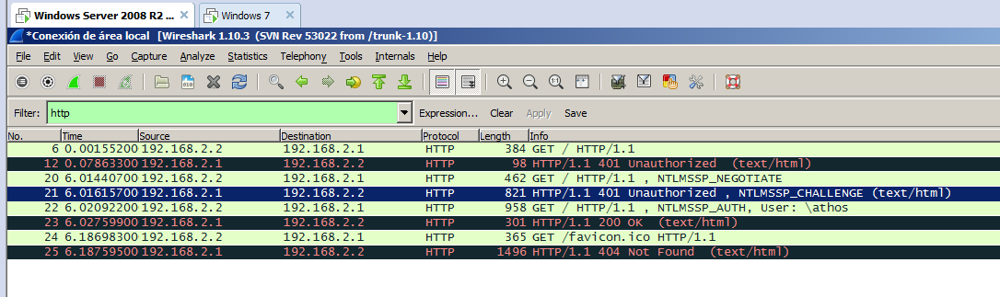 Windows Server 2008 R2 ... Windows 7
*Conexión de área local [Wireshark 1.10.3 (SVN Rev 53022 from /trunk-1.10)]
File Edit View Go Capture Analyze Statistics Telephony Tools Internals Help
Filter: http Expression... Clear Apply Save
No. Time Source Destination Protocol Length Info
6 0.00155200 192.168.2.2 192.168.2.1 HTTP 384 GET / HTTP/1.1
12 0.07863300 192.168.2.1 192.168.2.2 HTTP 98 HTTP/1.1 401 Unauthorized (text/html)
20 6.01440700 192.168.2.2 192.168.2.1 HTTP 462 GET / HTTP/1.1 , NTLMSSP_NEGOTIATE
21 6.01615700 192.168.2.1 192.168.2.2 HTTP 821 HTTP/1.1 401 Unauthorized , NTLMSSP_CHALLENGE (text/html)
22 6.02092200 192.168.2.2 192.168.2.1 HTTP 958 GET / HTTP/1.1 , NTLMSSP_AUTH, User: \athos
23 6.02759900 192.168.2.1 192.168.2.2 HTTP 301 HTTP/1.1 200 OK (text/html)
24 6.18698300 192.168.2.2 192.168.2.1 HTTP 365 GET /favicon.ico HTTP/1.1
25 6.18759500 192.168.2.1 192.168.2.2 HTTP 1496 HTTP/1.1 404 Not Found (text/html)